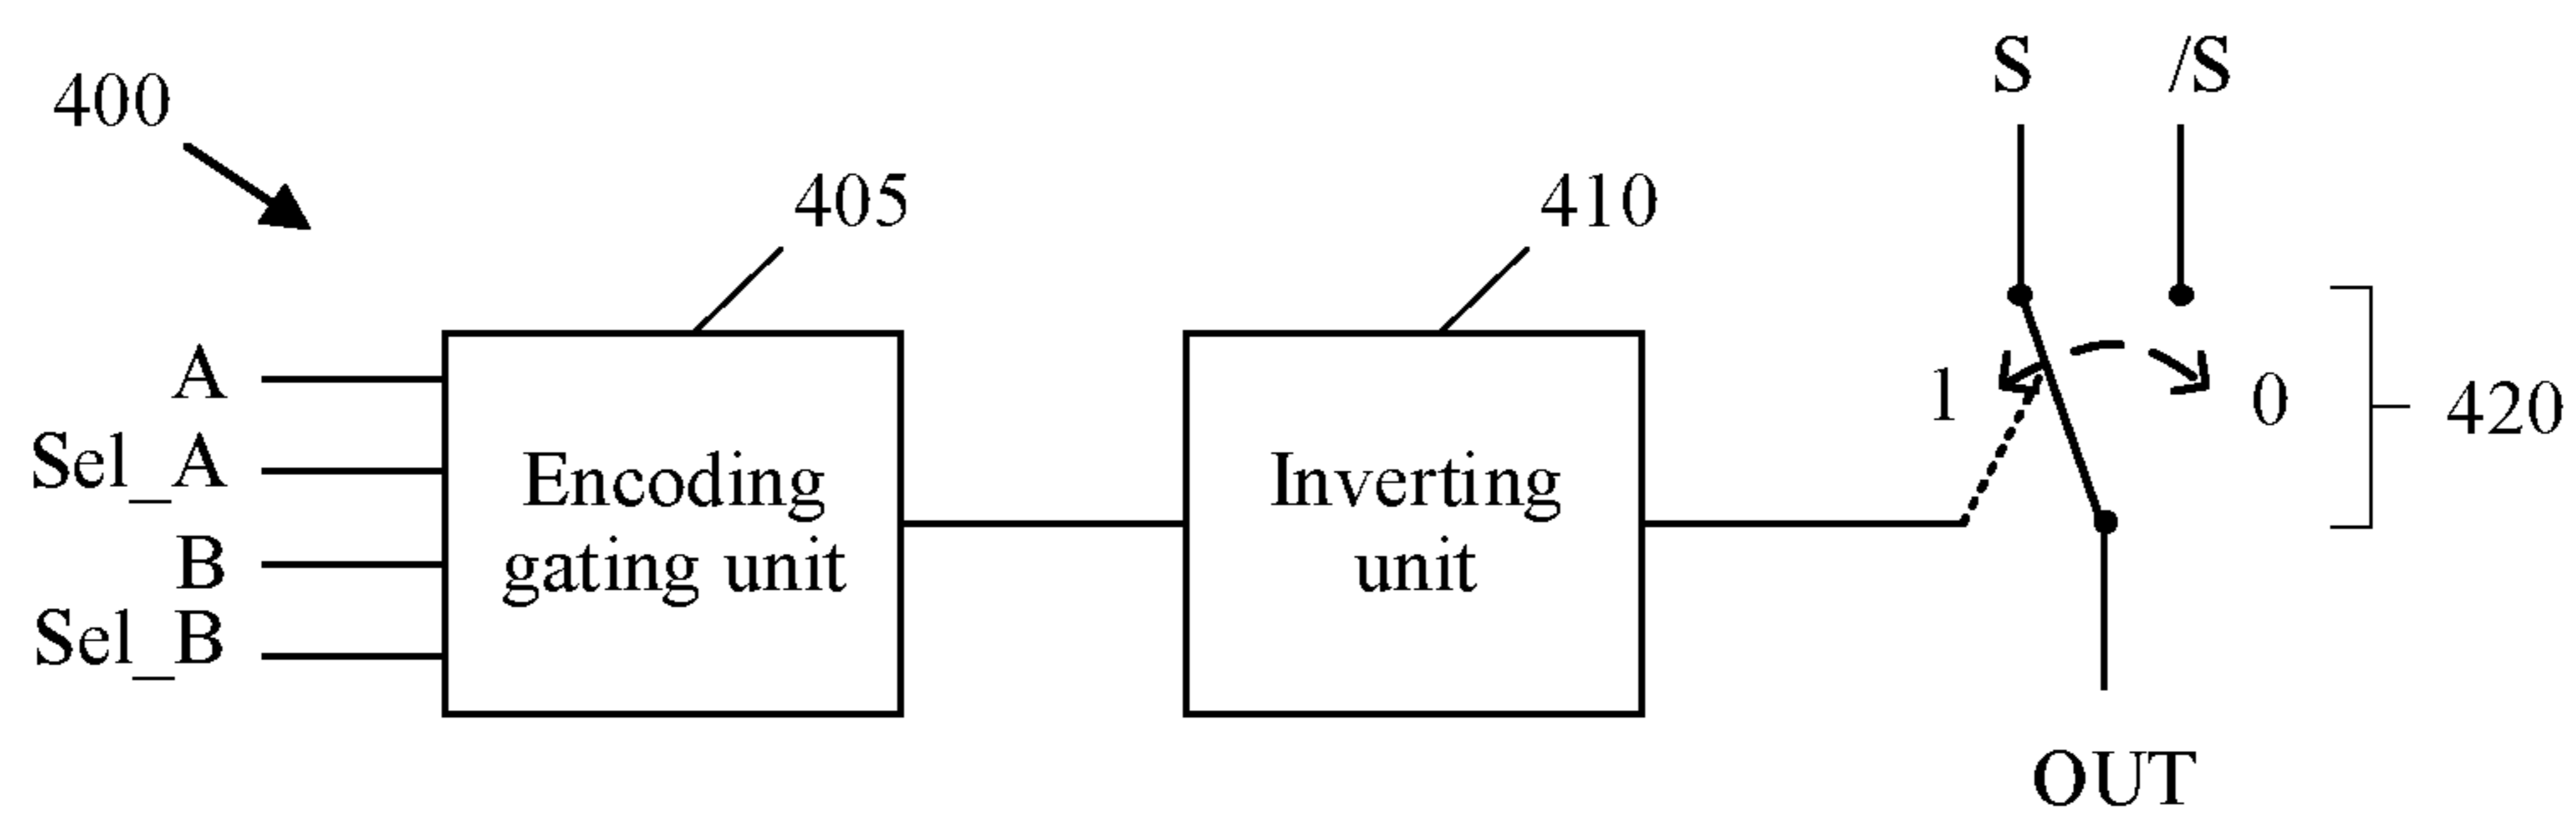 400
405
410
S
/S
A
Sel_A
B
Sel_B
Encoding
gating unit
Inverting
unit
1
0
420
OUT